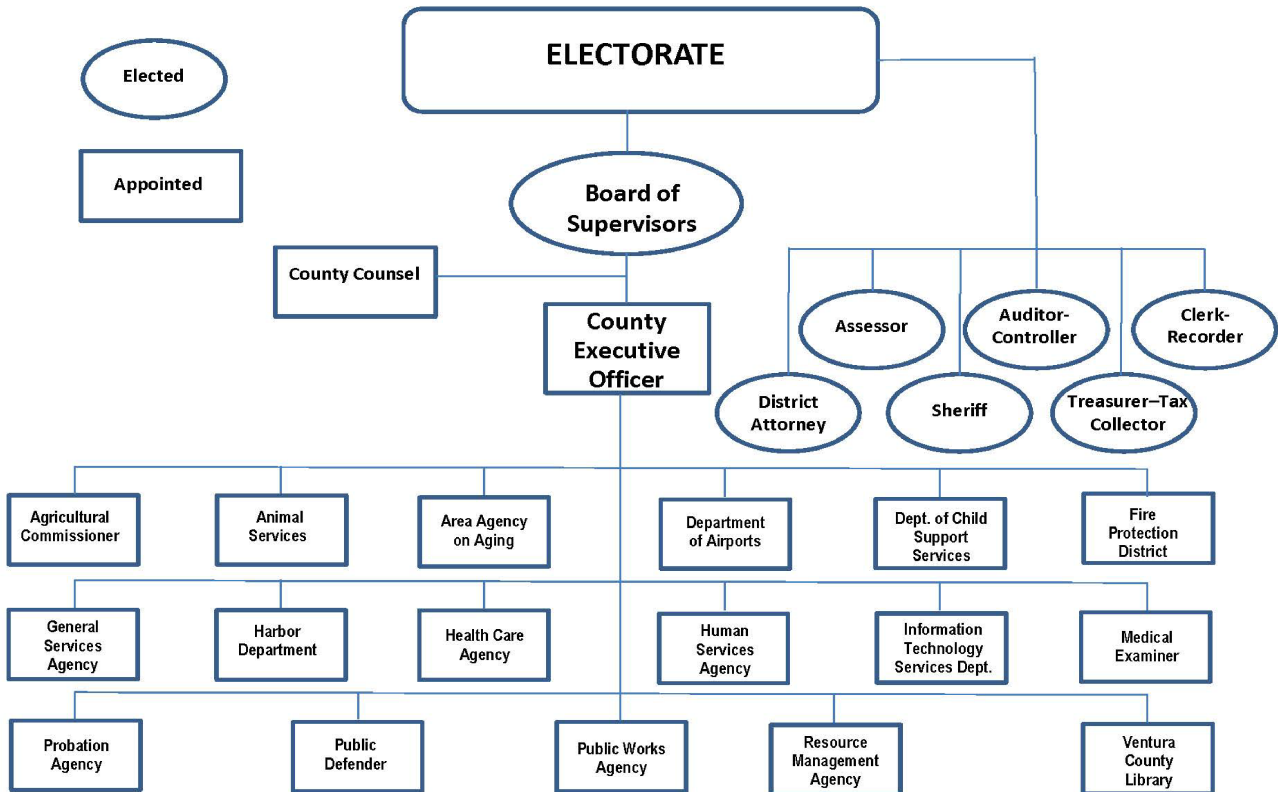 ELECTORATE
Elected
Appointed
Board of
Supervisors
County Counsel
County
Executive
Officer
Assessor
Auditor-
Controller
Clerk-
Recorder
District
Attorney
Sheriff
Treasurer–Tax
Collector
Agricultural
Commissioner
Animal
Services
Area Agency
on Aging
Department
of Airports
Dept. of Child
Support
Services
Fire
Protection
District
General
Services
Agency
Harbor
Department
Health Care
Agency
Human
Services
Agency
Information
Technology
Services Dept.
Medical
Examiner
Probation
Agency
Public
Defender
Public Works
Agency
Resource
Management
Agency
Ventura
County
Library